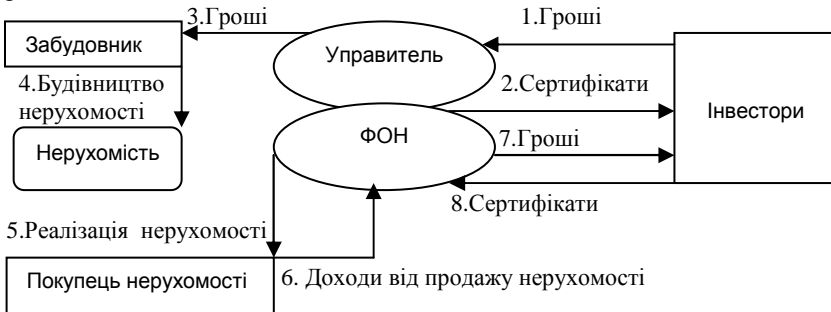 3.Гроші
1.Гроші
Забудовник
Управитель
4.Будівництво
нерухомості
2.Сертифікати
Інвестори
ФОН
7.Гроші
Нерухомість
8.Сертифікати
5.Реалізація нерухомості
Покупець нерухомості
6. Доходи від продажу нерухомості